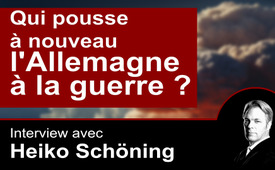 Qui pousse
à nouveau
l'Allemagne
à la guerre ?
Interview avec
Heiko Schöning